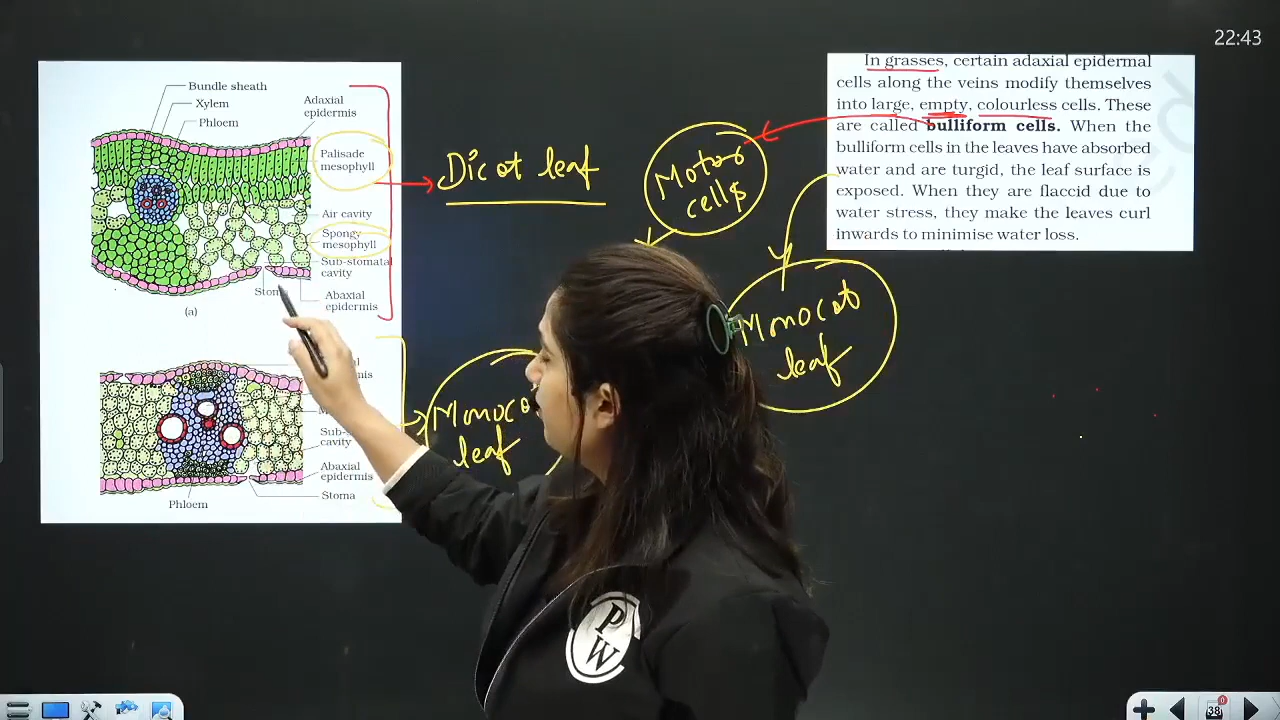 22:43
Bundle sheath
Xylem
Phloem
Adaxial
epidermis
Palisade
mesophyll
Air cavity
Spongy
mesophyll
Sub-stomatal
cavity
Abaxial
epidermis
(a)
cavity
Abaxial
epidermis
Stoma
Phloem
Dicot leaf
Motor
cells
Monocot
leaf
leaf
In grasses, certain adaxial epidermal
cells along the veins modify themselves
into large, empty, colourless cells. These
are called bulliform cells. When the
bulliform cells in the leaves have absorbed
water and are turgid, the leaf surface is
exposed. When they are flaccid due to
water stress, they make the leaves curl
inwards to minimise water loss.
P
W
38